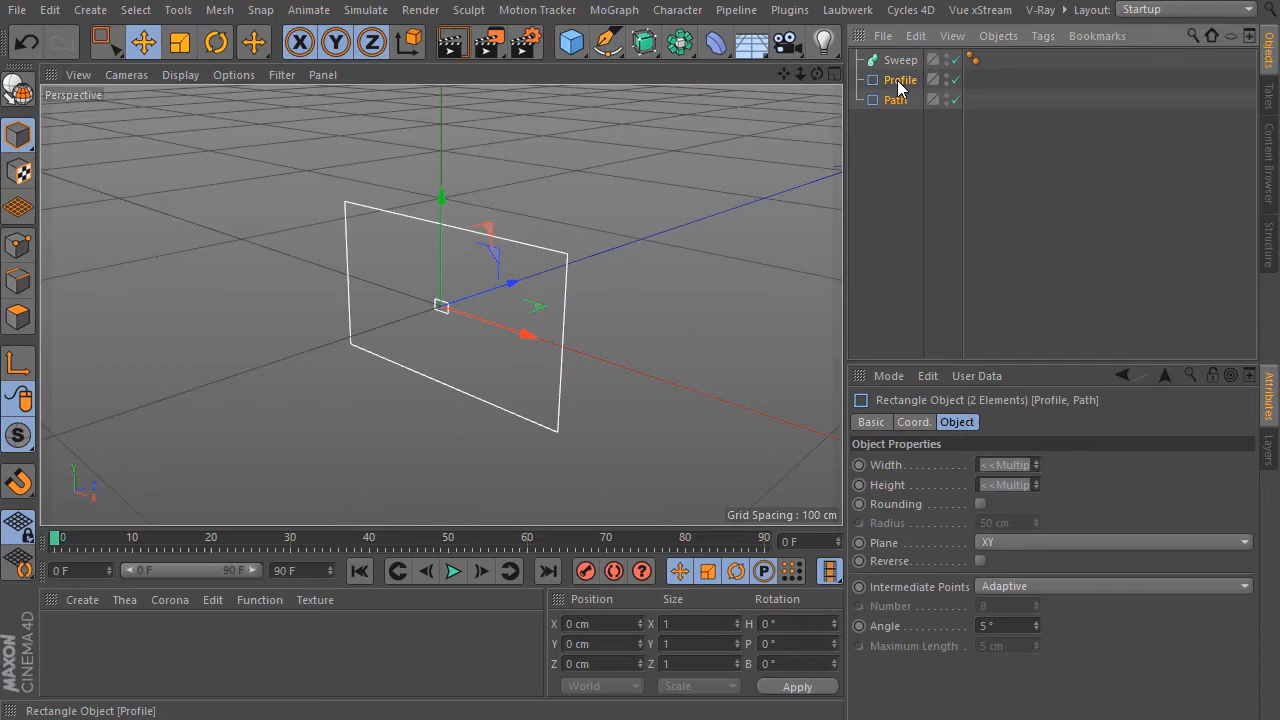 File Edit Create Select Tools Mesh Snap Animate Simulate Render Sculpt Motion Tracker MoGraph Character Pipeline Plugins Laubwerk Cycles 4D Vue xStream V-Ray Layout: Startup
X Y Z
File Edit View Objects Tags Bookmarks
View Cameras Display Options Filter Panel
Perspective
Sweep
Profile
Path
Objects
Takes
Content Browser
Structure
Grid Spacing : 100 cm
Y
Z
X
S
0 10 20 30 40 50 60 70 80 90 0 F
0 F 0 F 90 F 90 F
P
Create Thea Corona Edit Function Texture
Position Size Rotation
X 0 cm X 1 H 0 °
Y 0 cm Y 1 P 0 °
Z 0 cm Z 1 B 0 °
World Scale Apply
Mode Edit User Data
Rectangle Object (2 Elements) [Profile, Path]
Basic Coord. Object
Object Properties
Width <<Multip
Height <<Multip
Rounding
Radius 50 cm
Plane XY
Reverse
Intermediate Points Adaptive
Number 8
Angle 5 °
Maximum Length 5 cm
Attributes
Layers
MAXON
CINEMA 4D
Rectangle Object [Profile]